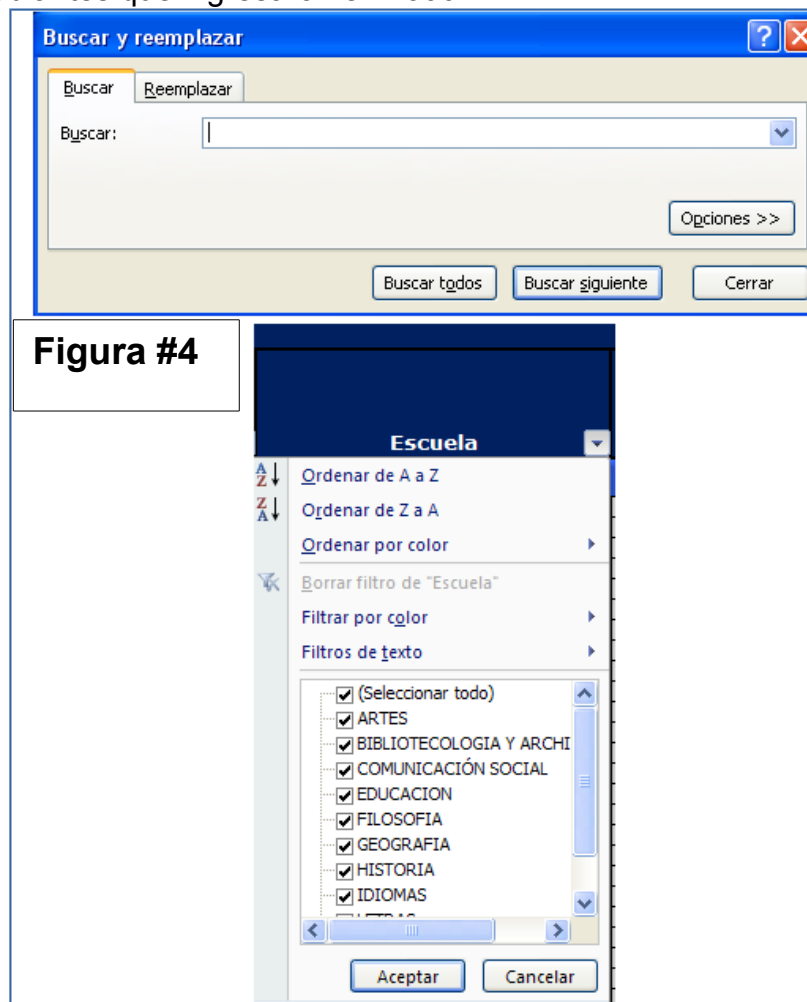 Buscar y reemplazar
Buscar Reemplazar
Buscar:
Opciones >>
Buscar todos Buscar siguiente Cerrar
Figura #4
Escuela
Ordenar de A a Z
Ordenar de Z a A
Ordenar por color
Borrar filtro de "Escuela"
Filtrar por color
Filtros de texto
(Seleccionar todo)
ARTES
BIBLIOTECOLOGIA Y ARCHI
COMUNICACIÓN SOCIAL
EDUCACION
FILOSOFIA
GEOGRAFIA
HISTORIA
IDIOMAS
Aceptar Cancelar